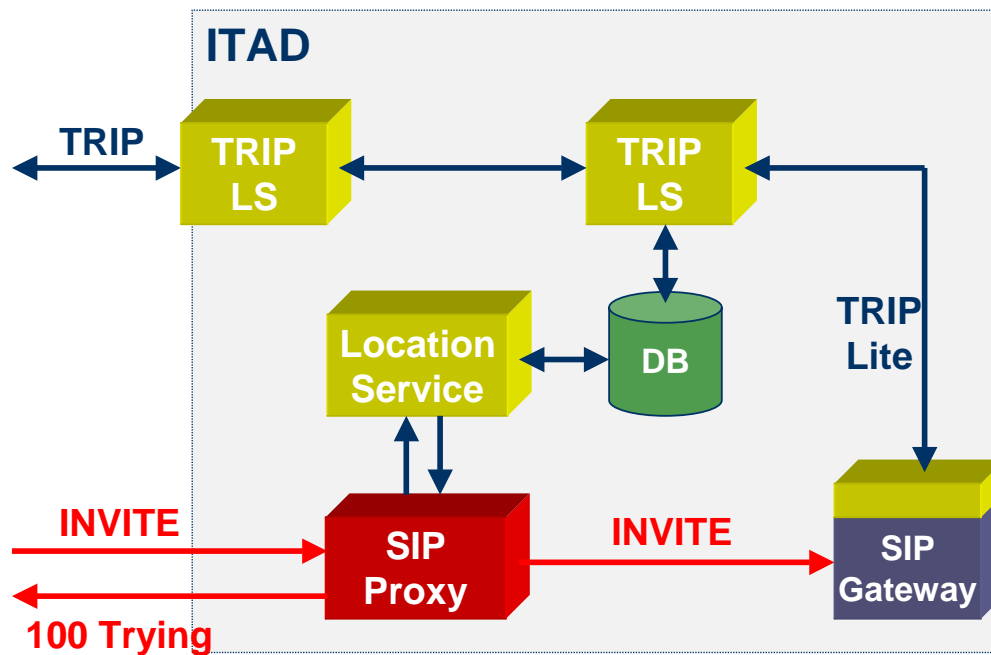 ITAD
TRIP
TRIP
LS
TRIP
LS
Location
Service
DB
TRIP
Lite
INVITE
SIP
Proxy
INVITE
SIP
Gateway
100 Trying